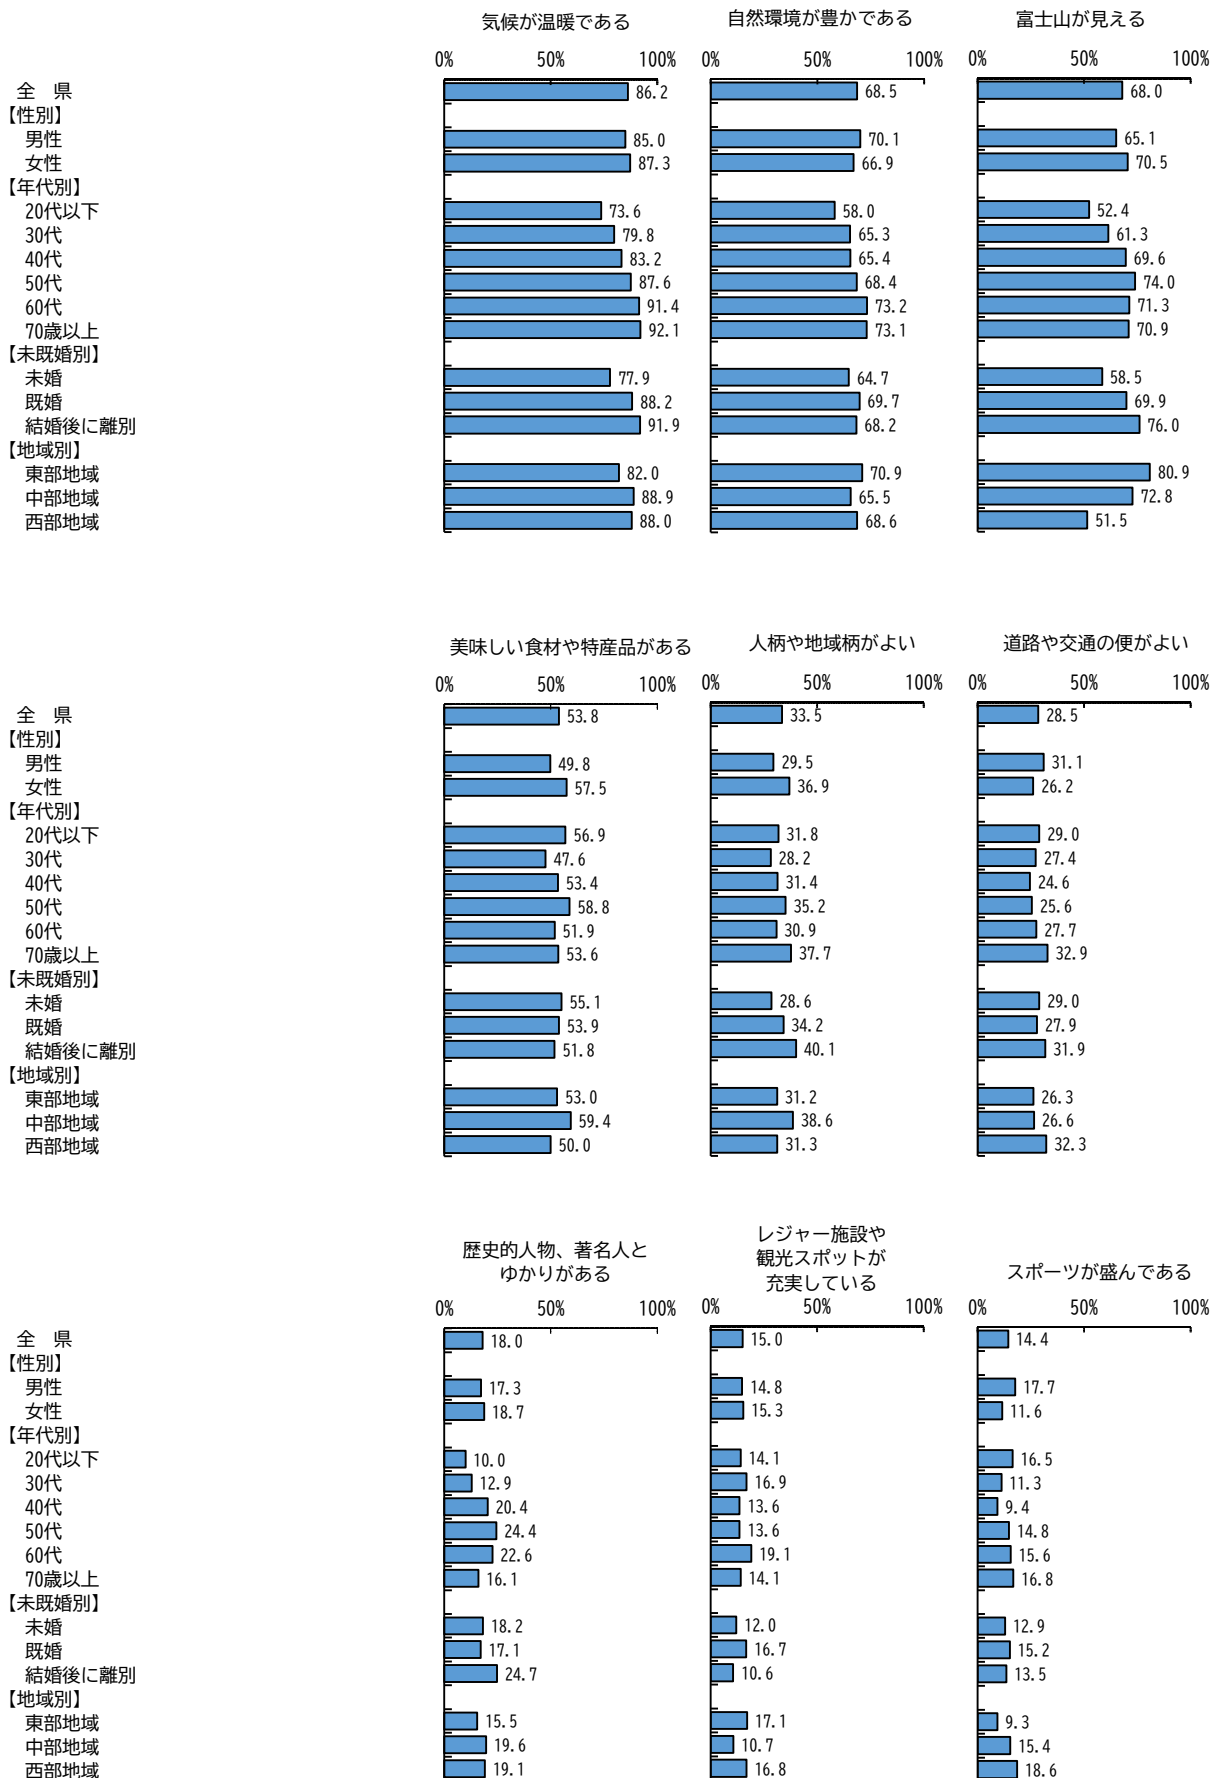 気候が温暖である 自然環境が豊かである 富士山が見える
0% 50% 100% 0% 50% 100% 0% 50% 100%
全 県 86.2 68.5 68.0
【性別】
男性 85.0 70.1 65.1
女性 87.3 66.9 70.5
【年代別】
20代以下 73.6 58.0 52.4
30代 79.8 65.3 61.3
40代 83.2 65.4 69.6
50代 87.6 68.4 74.0
60代 91.4 73.2 71.3
70歳以上 92.1 73.1 70.9
【未既婚別】
未婚 77.9 64.7 58.5
既婚 88.2 69.7 69.9
結婚後に離別 91.9 68.2 76.0
【地域別】
東部地域 82.0 70.9 80.9
中部地域 88.9 65.5 72.8
西部地域 88.0 68.6 51.5
美味しい食材や特産品がある 人柄や地域柄がよい 道路や交通の便がよい
0% 50% 100% 0% 50% 100% 0% 50% 100%
全 県 53.8 33.5 28.5
【性別】
男性 49.8 29.5 31.1
女性 57.5 36.9 26.2
【年代別】
20代以下 56.9 31.8 29.0
30代 47.6 28.2 27.4
40代 53.4 31.4 24.6
50代 58.8 35.2 25.6
60代 51.9 30.9 27.7
70歳以上 53.6 37.7 32.9
【未既婚別】
未婚 55.1 28.6 29.0
既婚 53.9 34.2 27.9
結婚後に離別 51.8 40.1 31.9
【地域別】
東部地域 53.0 31.2 26.3
中部地域 59.4 38.6 26.6
西部地域 50.0 31.3 32.3
歴史的人物、著名人と
ゆかりがある
レジャー施設や
観光スポットが
充実している
スポーツが盛んである
0% 50% 100% 0% 50% 100% 0% 50% 100%
全 県 18.0 15.0 14.4
【性別】
男性 17.3 14.8 17.7
女性 18.7 15.3 11.6
【年代別】
20代以下 10.0 14.1 16.5
30代 12.9 16.9 11.3
40代 20.4 13.6 9.4
50代 24.4 13.6 14.8
60代 22.6 19.1 15.6
70歳以上 16.1 14.1 16.8
【未既婚別】
未婚 18.2 12.0 12.9
既婚 17.1 16.7 15.2
結婚後に離別 24.7 10.6 13.5
【地域別】
東部地域 15.5 17.1 9.3
中部地域 19.6 10.7 15.4
西部地域 19.1 16.8 18.6